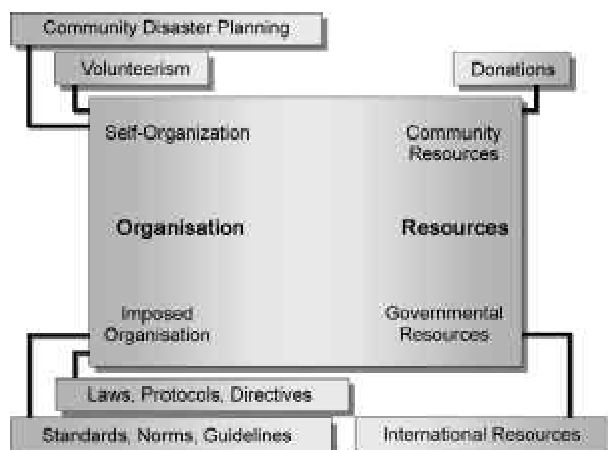 Community Disaster Planning
Volunteerism
Donations
Self-Organization
Community
Resources
Organisation
Resources
Imposed
Organisation
Governmental
Resources
Laws, Protocols, Directives
Standards, Norms, Guidelines
International Resources